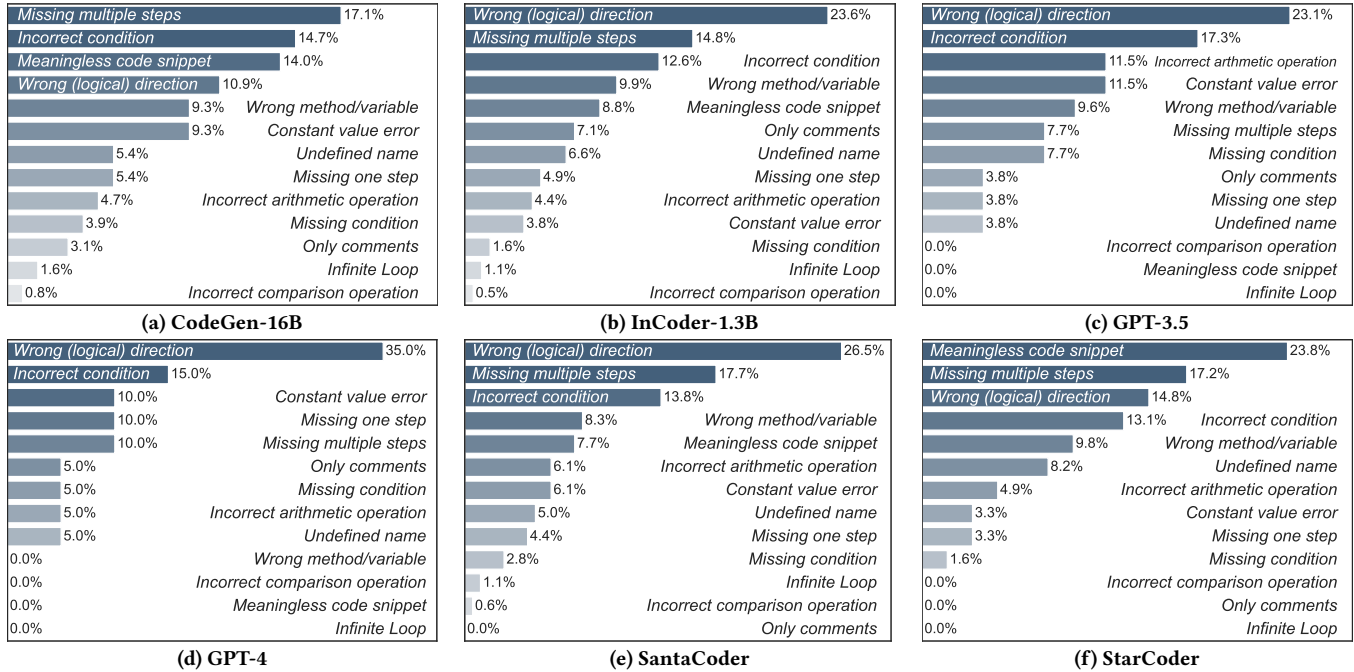 Missing multiple steps 17.1%
Incorrect condition 14.7%
Meaningless code snippet 14.0%
Wrong (logical) direction 10.9%
9.3% Wrong method/variable
9.3% Constant value error
5.4% Undefined name
5.4% Missing one step
4.7% Incorrect arithmetic operation
3.9% Missing condition
3.1% Only comments
1.6% Infinite Loop
0.8% Incorrect comparison operation
(a) CodeGen-16B
Wrong (logical) direction 23.6%
Missing multiple steps 14.8%
12.6% Incorrect condition
9.9% Wrong method/variable
8.8% Meaningless code snippet
7.1% Only comments
6.6% Undefined name
4.9% Missing one step
4.4% Incorrect arithmetic operation
3.8% Constant value error
1.6% Missing condition
1.1% Infinite Loop
0.5% Incorrect comparison operation
(b) InCoder-1.3B
Wrong (logical) direction 23.1%
Incorrect condition 17.3%
11.5% Incorrect arthmetic operation
11.5% Constant value error
9.6% Wrong method/variable
7.7% Missing multiple steps
7.7% Missing condition
3.8% Only comments
3.8% Missing one step
3.8% Undefined name
0.0% Incorrect comparison operation
0.0% Meaningless code snippet
0.0% Infinite Loop
(c) GPT-3.5
Wrong (logical) direction 35.0%
Incorrect condition 15.0%
10.0% Constant value error
10.0% Missing one step
10.0% Missing multiple steps
5.0% Only comments
5.0% Missing condition
5.0% Incorrect arithmetic operation
5.0% Undefined name
0.0% Wrong method/variable
0.0% Incorrect comparison operation
0.0% Meaningless code snippet
0.0% Infinite Loop
(d) GPT-4
Wrong (logical) direction 26.5%
Missing multiple steps 17.7%
Incorrect condition 13.8%
8.3% Wrong method/variable
7.7% Meaningless code snippet
6.1% Incorrect arithmetic operation
6.1% Constant value error
5.0% Undefined name
4.4% Missing one step
2.8% Missing condition
1.1% Infinite Loop
0.6% Incorrect comparison operation
0.0% Only comments
(e) SantaCoder
Meaningless code snippet 23.8%
Missing multiple steps 17.2%
Wrong (logical) direction 14.8%
13.1% Incorrect condition
9.8% Wrong method/variable
8.2% Undefined name
4.9% Incorrect arithmetic operation
3.3% Constant value error
3.3% Missing one step
1.6% Missing condition
0.0% Incorrect comparison operation
0.0% Only comments
0.0% Infinite Loop
(f) StarCoder